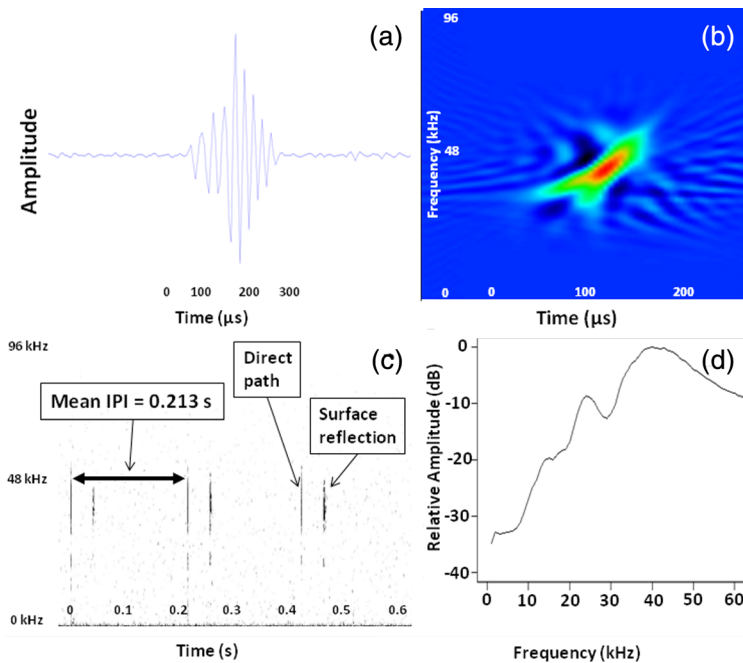 (a)
Amplitude
0 100 200 300
Time (µs)
96
(b)
Frequency (kHz)
48
0 0 100 200
Time (µs)
96 kHz
(c)
Direct
path
Mean IPI = 0.213 s
Surface
reflection
48 kHz
0 0.1 0.2 0.3 0.4 0.5 0.6
0 kHz
Time (s)
(d)
Relative Amplitude (dB)
0
-10
-20
-30
-40
0 10 20 30 40 50 60
Frequency (kHz)